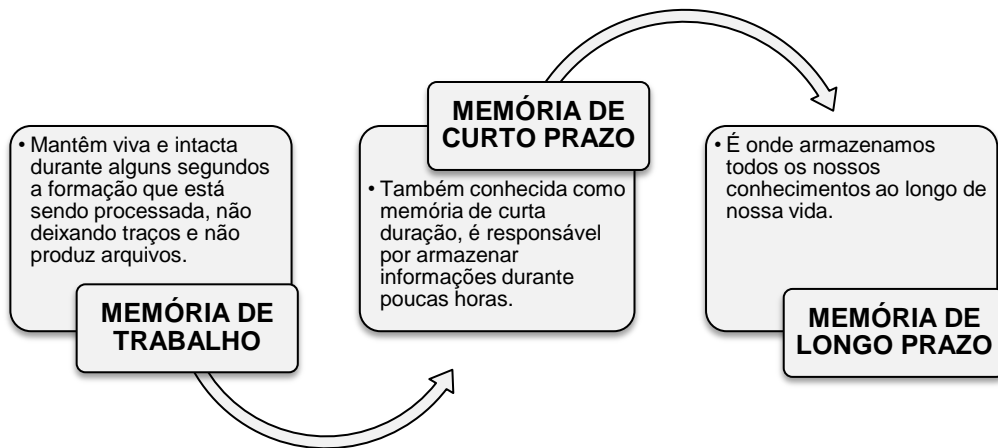 • Mantêm viva e intacta
durante alguns segundos
a formação que está
sendo processada, não
deixando traços e não
produz arquivos.
MEMÓRIA DE
TRABALHO
MEMÓRIA DE
CURTO PRAZO
• Também conhecida como
memória de curta
duração, é responsável
por armazenar
informações durante
poucas horas.
• É onde armazenamos
todos os nossos
conhecimentos ao longo de
nossa vida.
MEMÓRIA DE
LONGO PRAZO